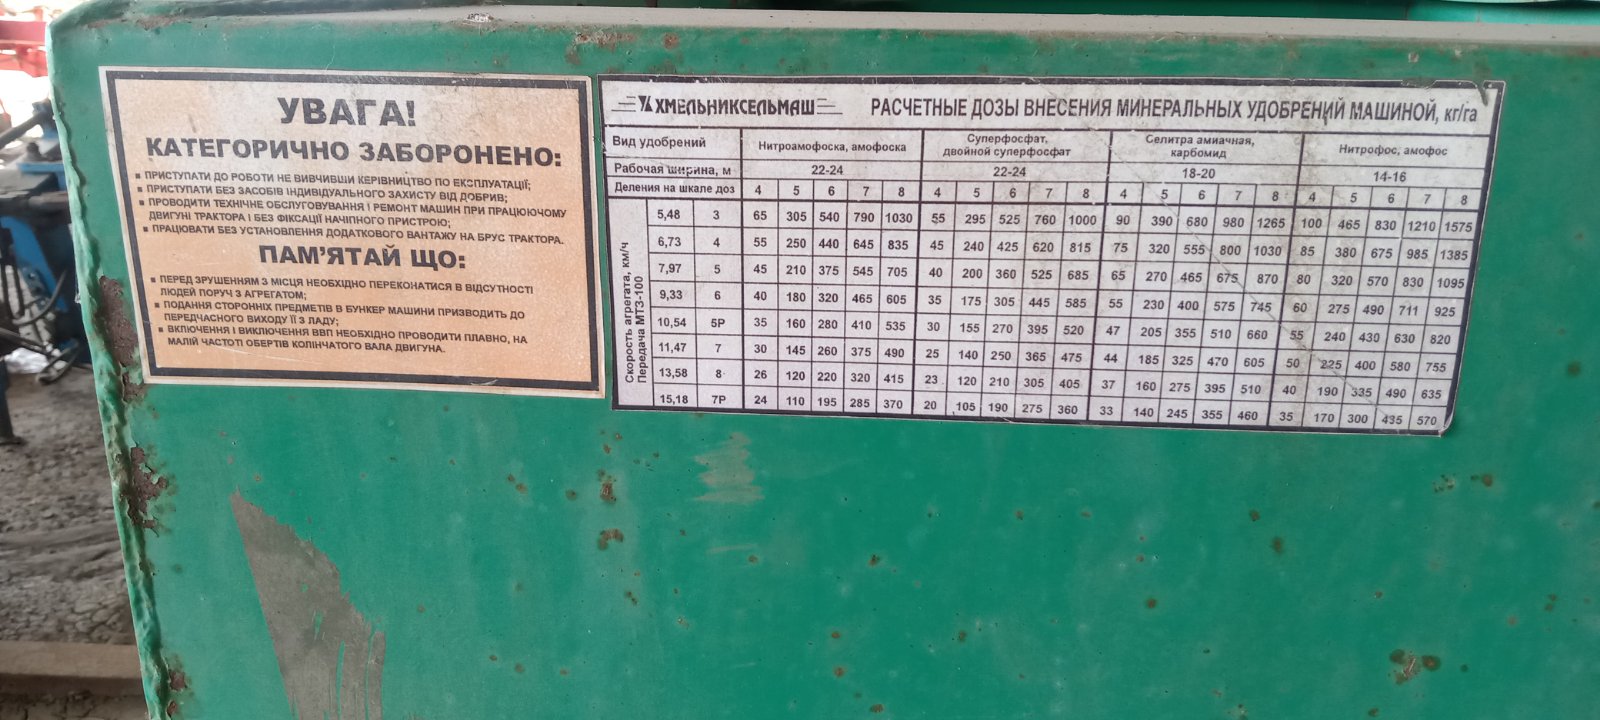 УВАГА!
КАТЕГОРИЧНО ЗАБОРОНЕНО:
▪ ПРИСТУПАТИ ДО РОБОТИ НЕ ВИВЧИВШИ КЕРІВНИЦТВО ПО ЕКСПЛУАТАЦІЇ;
▪ ПРИСТУПАТИ БЕЗ ЗАСОБІВ ІНДИВІДУАЛЬНОГО ЗАХИСТУ ВІД ДОБРИВ;
▪ ПРОВОДИТИ ТЕХНІЧНЕ ОБСЛУГОВУВАННЯ І РЕМОНТ МАШИН ПРИ ПРАЦЮЮЧОМУ
ДВИГУНІ ТРАКТОРА І БЕЗ ФІКСАЦІЇ НАЧІПНОГО ПРИСТРОЮ;
▪ ПРАЦЮВАТИ БЕЗ УСТАНОВЛЕННЯ ДОДАТКОВОГО ВАНТАЖУ НА БРУС ТРАКТОРА.
ПАМ'ЯТАЙ ЩО:
▪ ПЕРЕД ЗРУШЕННЯМ З МІСЦЯ НЕОБХІДНО ПЕРЕКОНАТИСЯ В ВІДСУТНОСТІ
ЛЮДЕЙ ПОРУЧ З АГРЕГАТОМ;
▪ ПОДАННЯ СТОРОННІХ ПРЕДМЕТІВ В БУНКЕР МАШИНИ ПРИЗВОДИТЬ ДО
ПЕРЕДЧАСНОГО ВИХОДУ ЇЇ З ЛАДУ;
▪ ВКЛЮЧЕННЯ І ВИКЛЮЧЕННЯ ВВП НЕОБХІДНО ПРОВОДИТИ ПЛАВНО, НА
МАЛІЙ ЧАСТОТІ ОБЕРТІВ КОЛІНЧАТОГО ВАЛА ДВИГУНА.
ХМЕЛЬНИКСЕЛЬМАШ РАСЧЕТНЫЕ ДОЗЫ ВНЕСЕНИЯ МИНЕРАЛЬНЫХ УДОБРЕНИЙ МАШИНОЙ, кг/га
Вид удобрений Нитроамофоска, амофоска Суперфосфат, двойной суперфосфат Селитра амиачная, карбомид Нитрофос, амофос
Рабочая ширина, м 22-24 22-24 18-20 14-16
Деления на шкале доз 4 5 6 7 8 4 5 6 7 8 4 5 6 7 8 4 5 6 7 8
Скорость агрегата, км/ч
Передача МТЗ-100
5,48 3 65 305 540 790 1030 55 295 525 760 1000 90 390 680 980 1265 100 465 830 1210 1575
6,73 4 55 250 440 645 835 45 240 425 620 815 75 320 555 800 1030 85 380 675 985 1385
7,97 5 45 210 375 545 705 40 200 360 525 685 65 270 465 675 870 80 320 570 830 1095
9,33 6 40 180 320 465 605 35 175 305 445 585 55 230 400 575 745 60 275 490 711 925
10,54 5Р 35 160 280 410 535 30 155 270 395 520 47 205 355 510 660 55 240 430 630 820
11,47 7 30 145 260 375 490 25 140 250 365 475 44 185 325 470 605 50 225 400 580 755
13,58 8 26 120 220 320 415 23 120 210 305 405 37 160 275 395 510 40 190 335 490 635
15,18 7Р 24 110 195 285 370 20 105 190 275 360 33 140 245 355 460 35 170 300 435 570